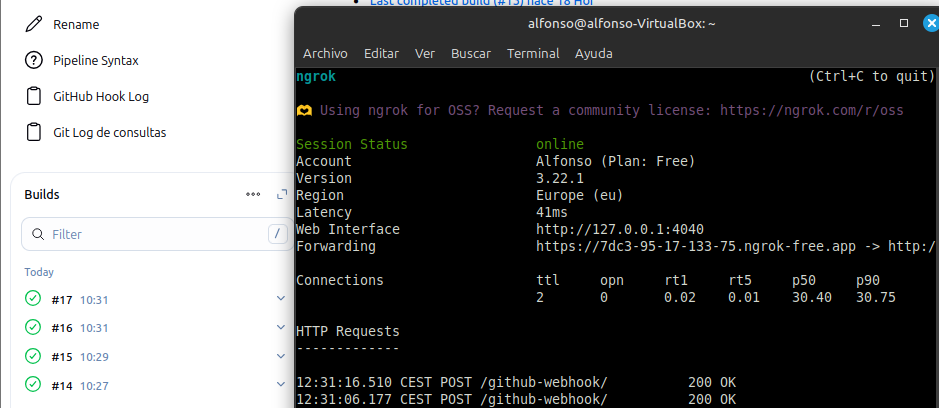 Last completed build (#15) hace 18 Hor
Rename
Pipeline Syntax
GitHub Hook Log
Git Log de consultas
Builds
Filter /
Today
#17 10:31
#16 10:31
#15 10:29
#14 10:27
alfonso@alfonso-VirtualBox: ~
Archivo Editar Ver Buscar Terminal Ayuda
ngrok (Ctrl+C to quit)
🫶 Using ngrok for OSS? Request a community license: https://ngrok.com/r/oss
Session Status online
Account Alfonso (Plan: Free)
Version 3.22.1
Region Europe (eu)
Latency 41ms
Web Interface http://127.0.0.1:4040
Forwarding https://7dc3-95-17-133-75.ngrok-free.app -> http:/
Connections ttl opn rt1 rt5 p50 p90
2 0 0.02 0.01 30.40 30.75
HTTP Requests
-------------
12:31:16.510 CEST POST /github-webhook/ 200 OK
12:31:06.177 CEST POST /github-webhook/ 200 OK